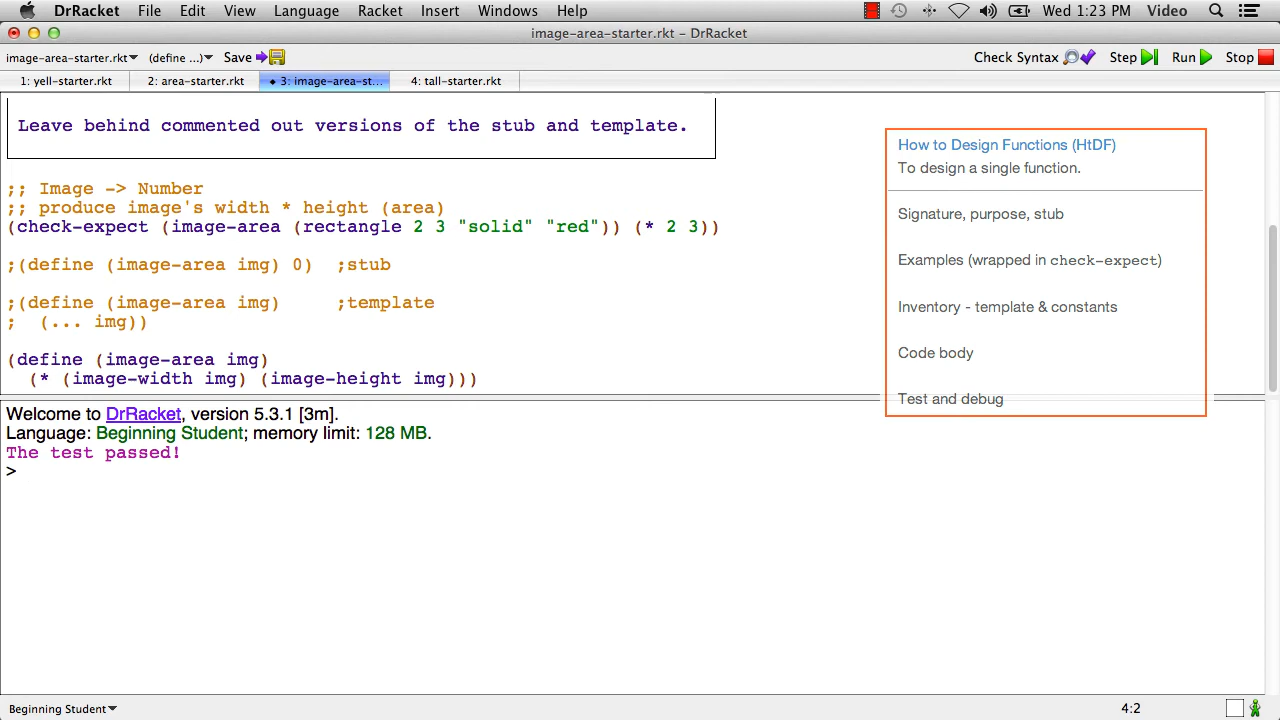 DrRacket File Edit View Language Racket Insert Windows Help Wed 1:23 PM Video
image-area-starter.rkt – DrRacket
image-area-starter.rkt▾ (define ...)▾ Save Check Syntax Step Run Stop
1: yell-starter.rkt 2: area-starter.rkt ◆ 3: image-area-st... 4: tall-starter.rkt
Leave behind commented out versions of the stub and template.
;; Image -> Number
;; produce image's width * height (area)
(check-expect (image-area (rectangle 2 3 "solid" "red")) (* 2 3))
;(define (image-area img) 0)  ;stub
;(define (image-area img)     ;template
;  (... img))
(define (image-area img)
  (* (image-width img) (image-height img)))
How to Design Functions (HtDF)
To design a single function.
Signature, purpose, stub
Examples (wrapped in check-expect)
Inventory - template & constants
Code body
Test and debug
Welcome to DrRacket, version 5.3.1 [3m].
Language: Beginning Student; memory limit: 128 MB.
The test passed!
>
Beginning Student▾ 4:2